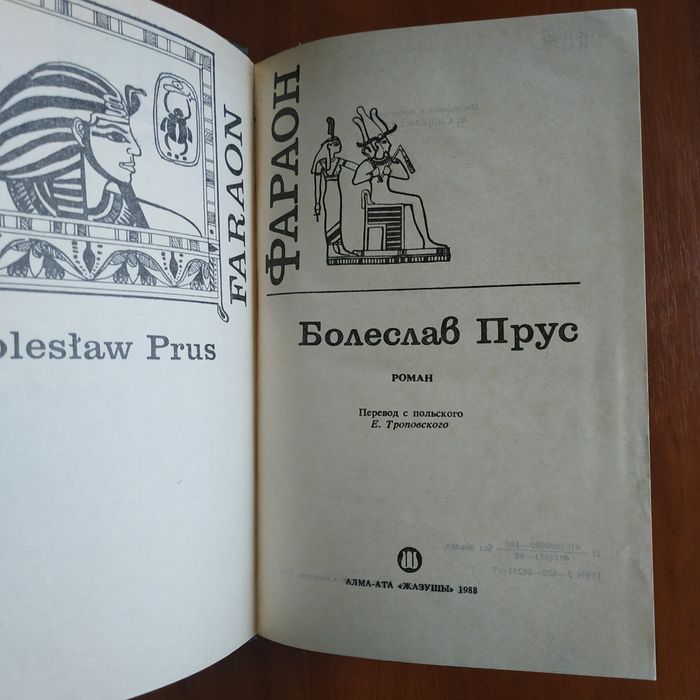 FARAON
olesław Prus
ФАРАОН
Болеслав Прус
РОМАН
Перевод с польского
Е. Троповского
АЛМА-АТА «ЖАЗУШЫ» 1988